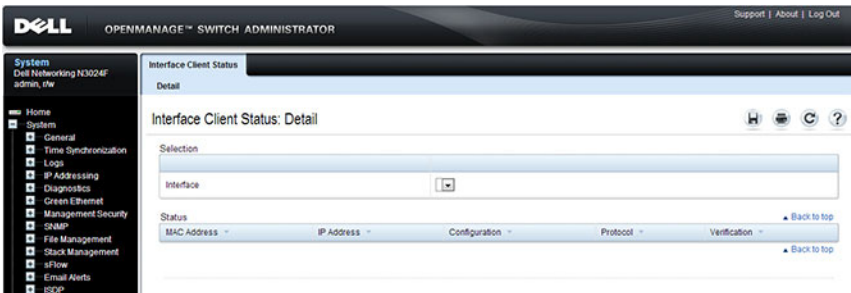 Support | About | Log Out
DELL OPENMANAGE™ SWITCH ADMINISTRATOR
System
Dell Networking N3024F
admin, r/w
Home
System
General
Time Synchronization
Logs
IP Addressing
Diagnostics
Green Ethernet
Management Security
SNMP
File Management
Stack Management
sFlow
Email Alerts
ISDP
Interface Client Status
Detail
Interface Client Status: Detail
Selection
Interface
Status
Back to top
MAC Address IP Address Configuration Protocol Verification
Back to top